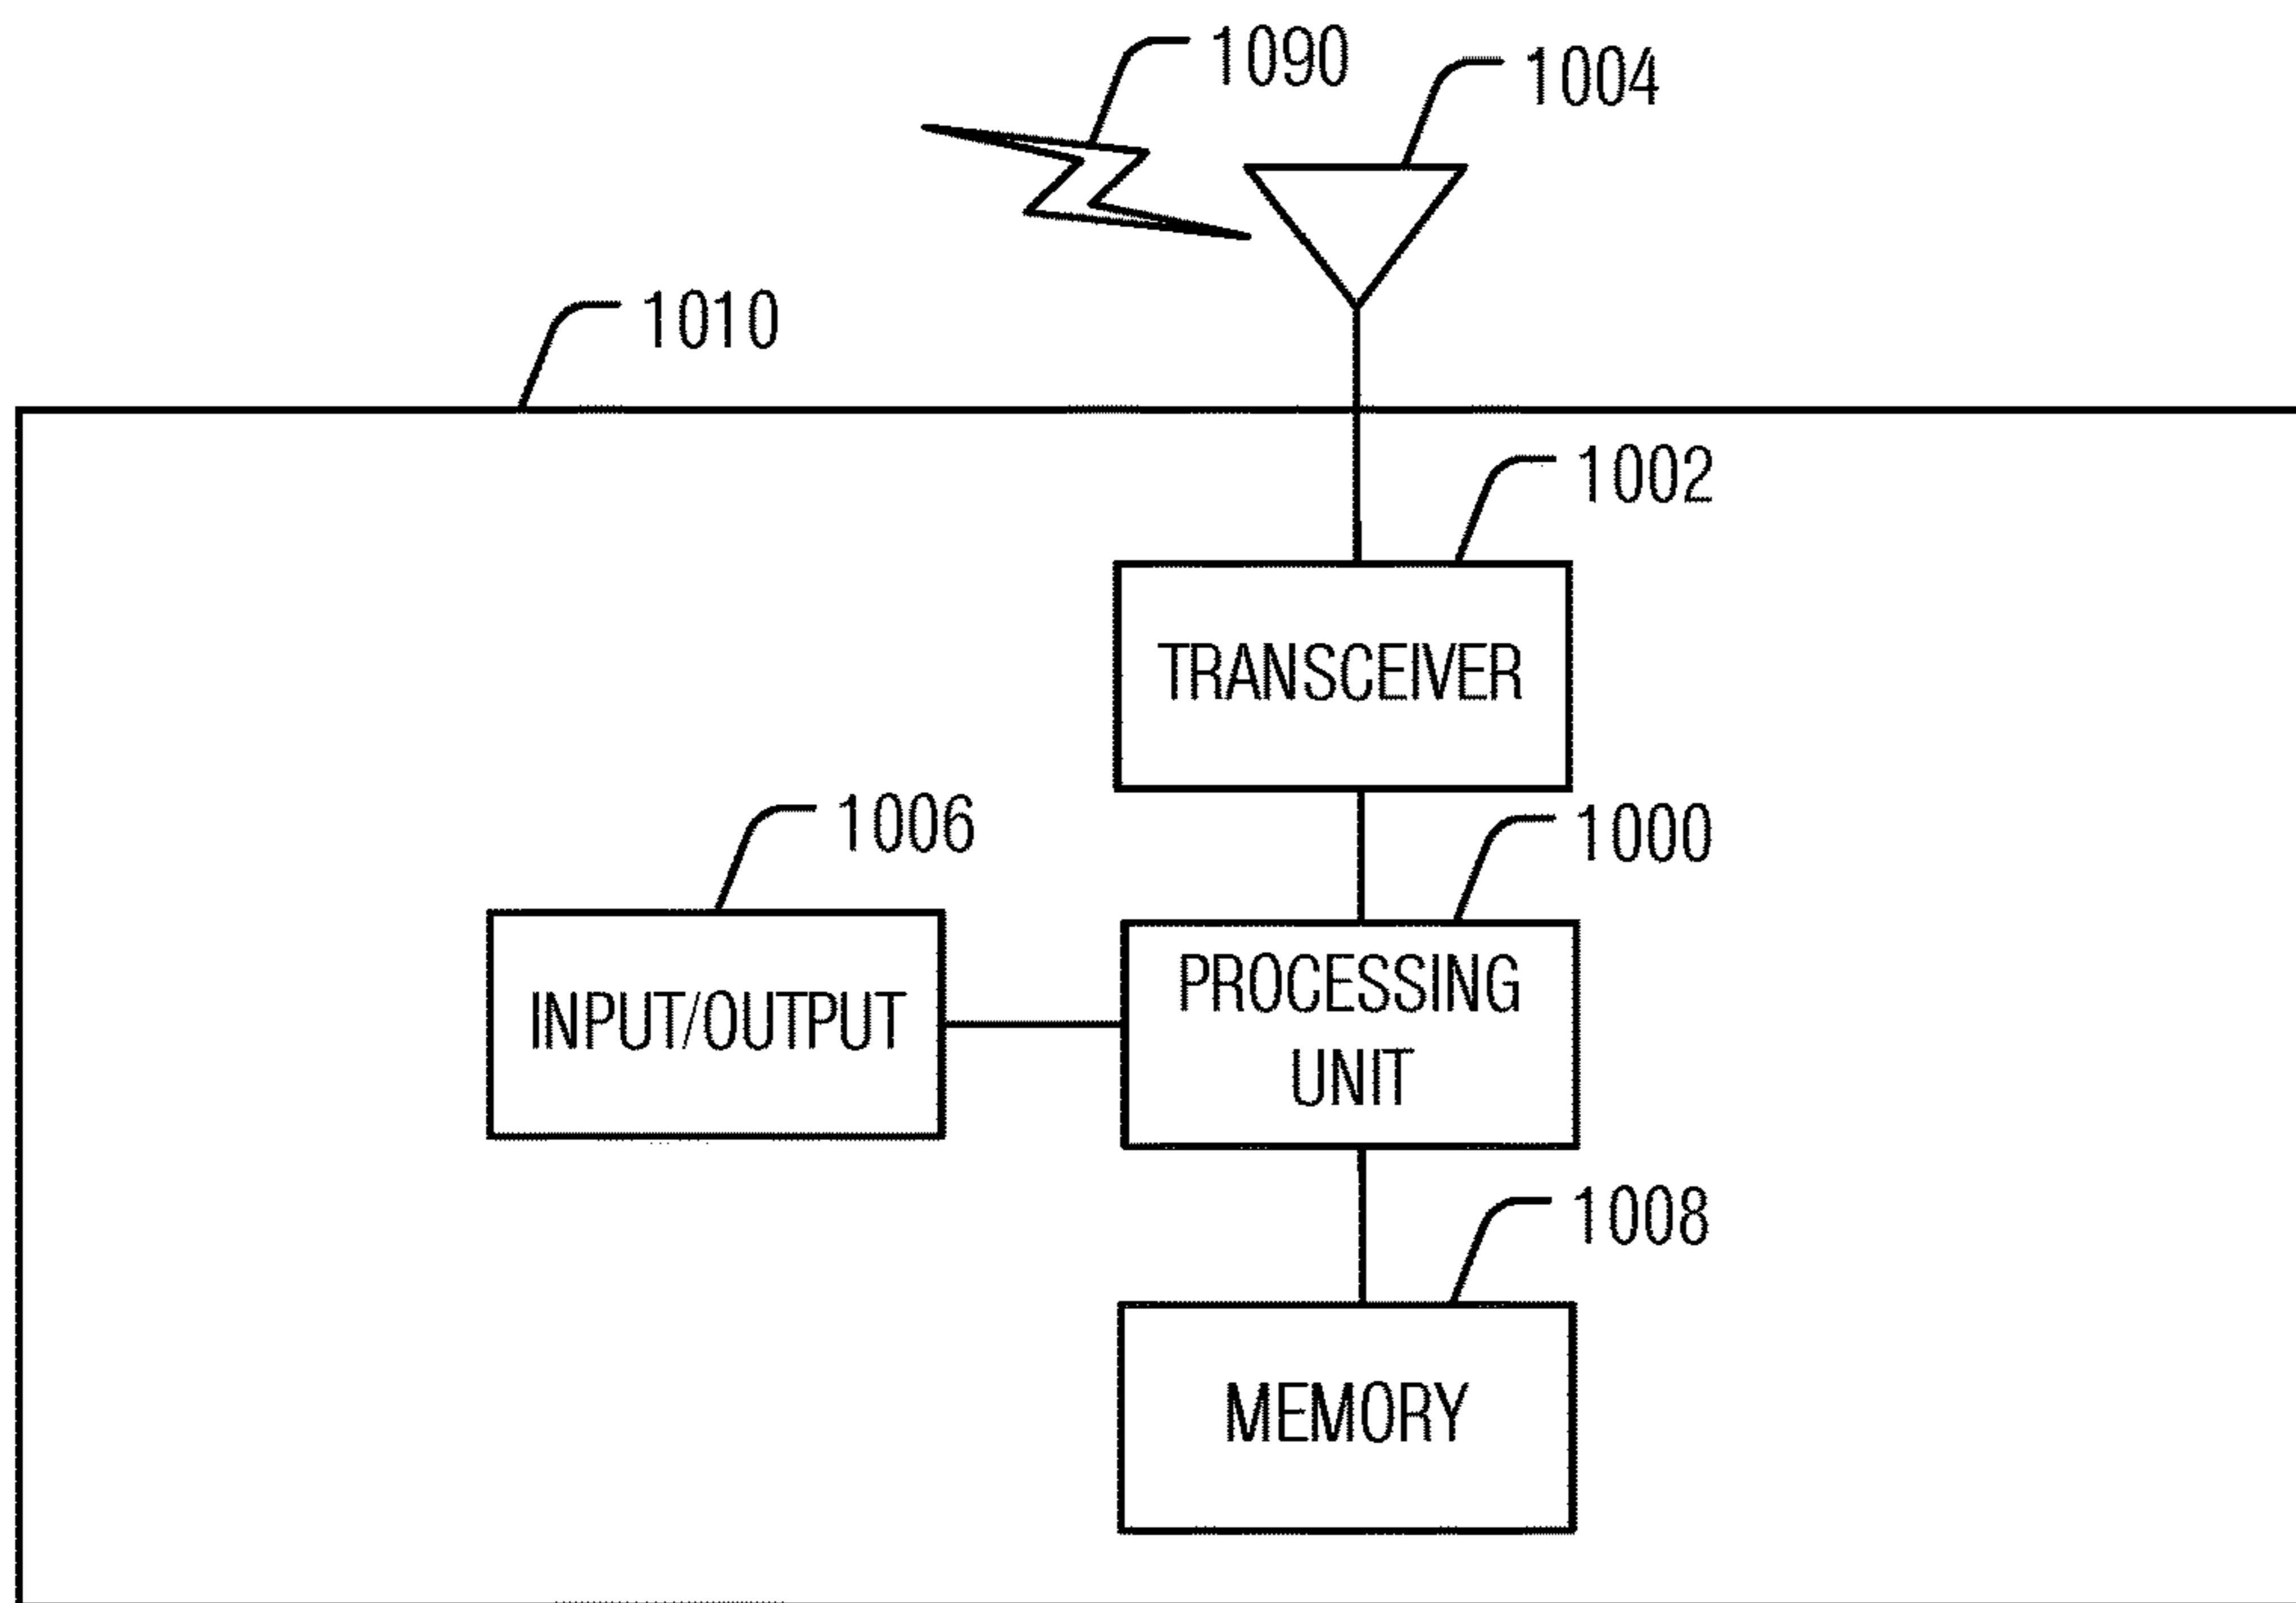 1090
1004
1010
1002
TRANSCEIVER
1006
1000
INPUT/OUTPUT
PROCESSING
UNIT
1008
MEMORY